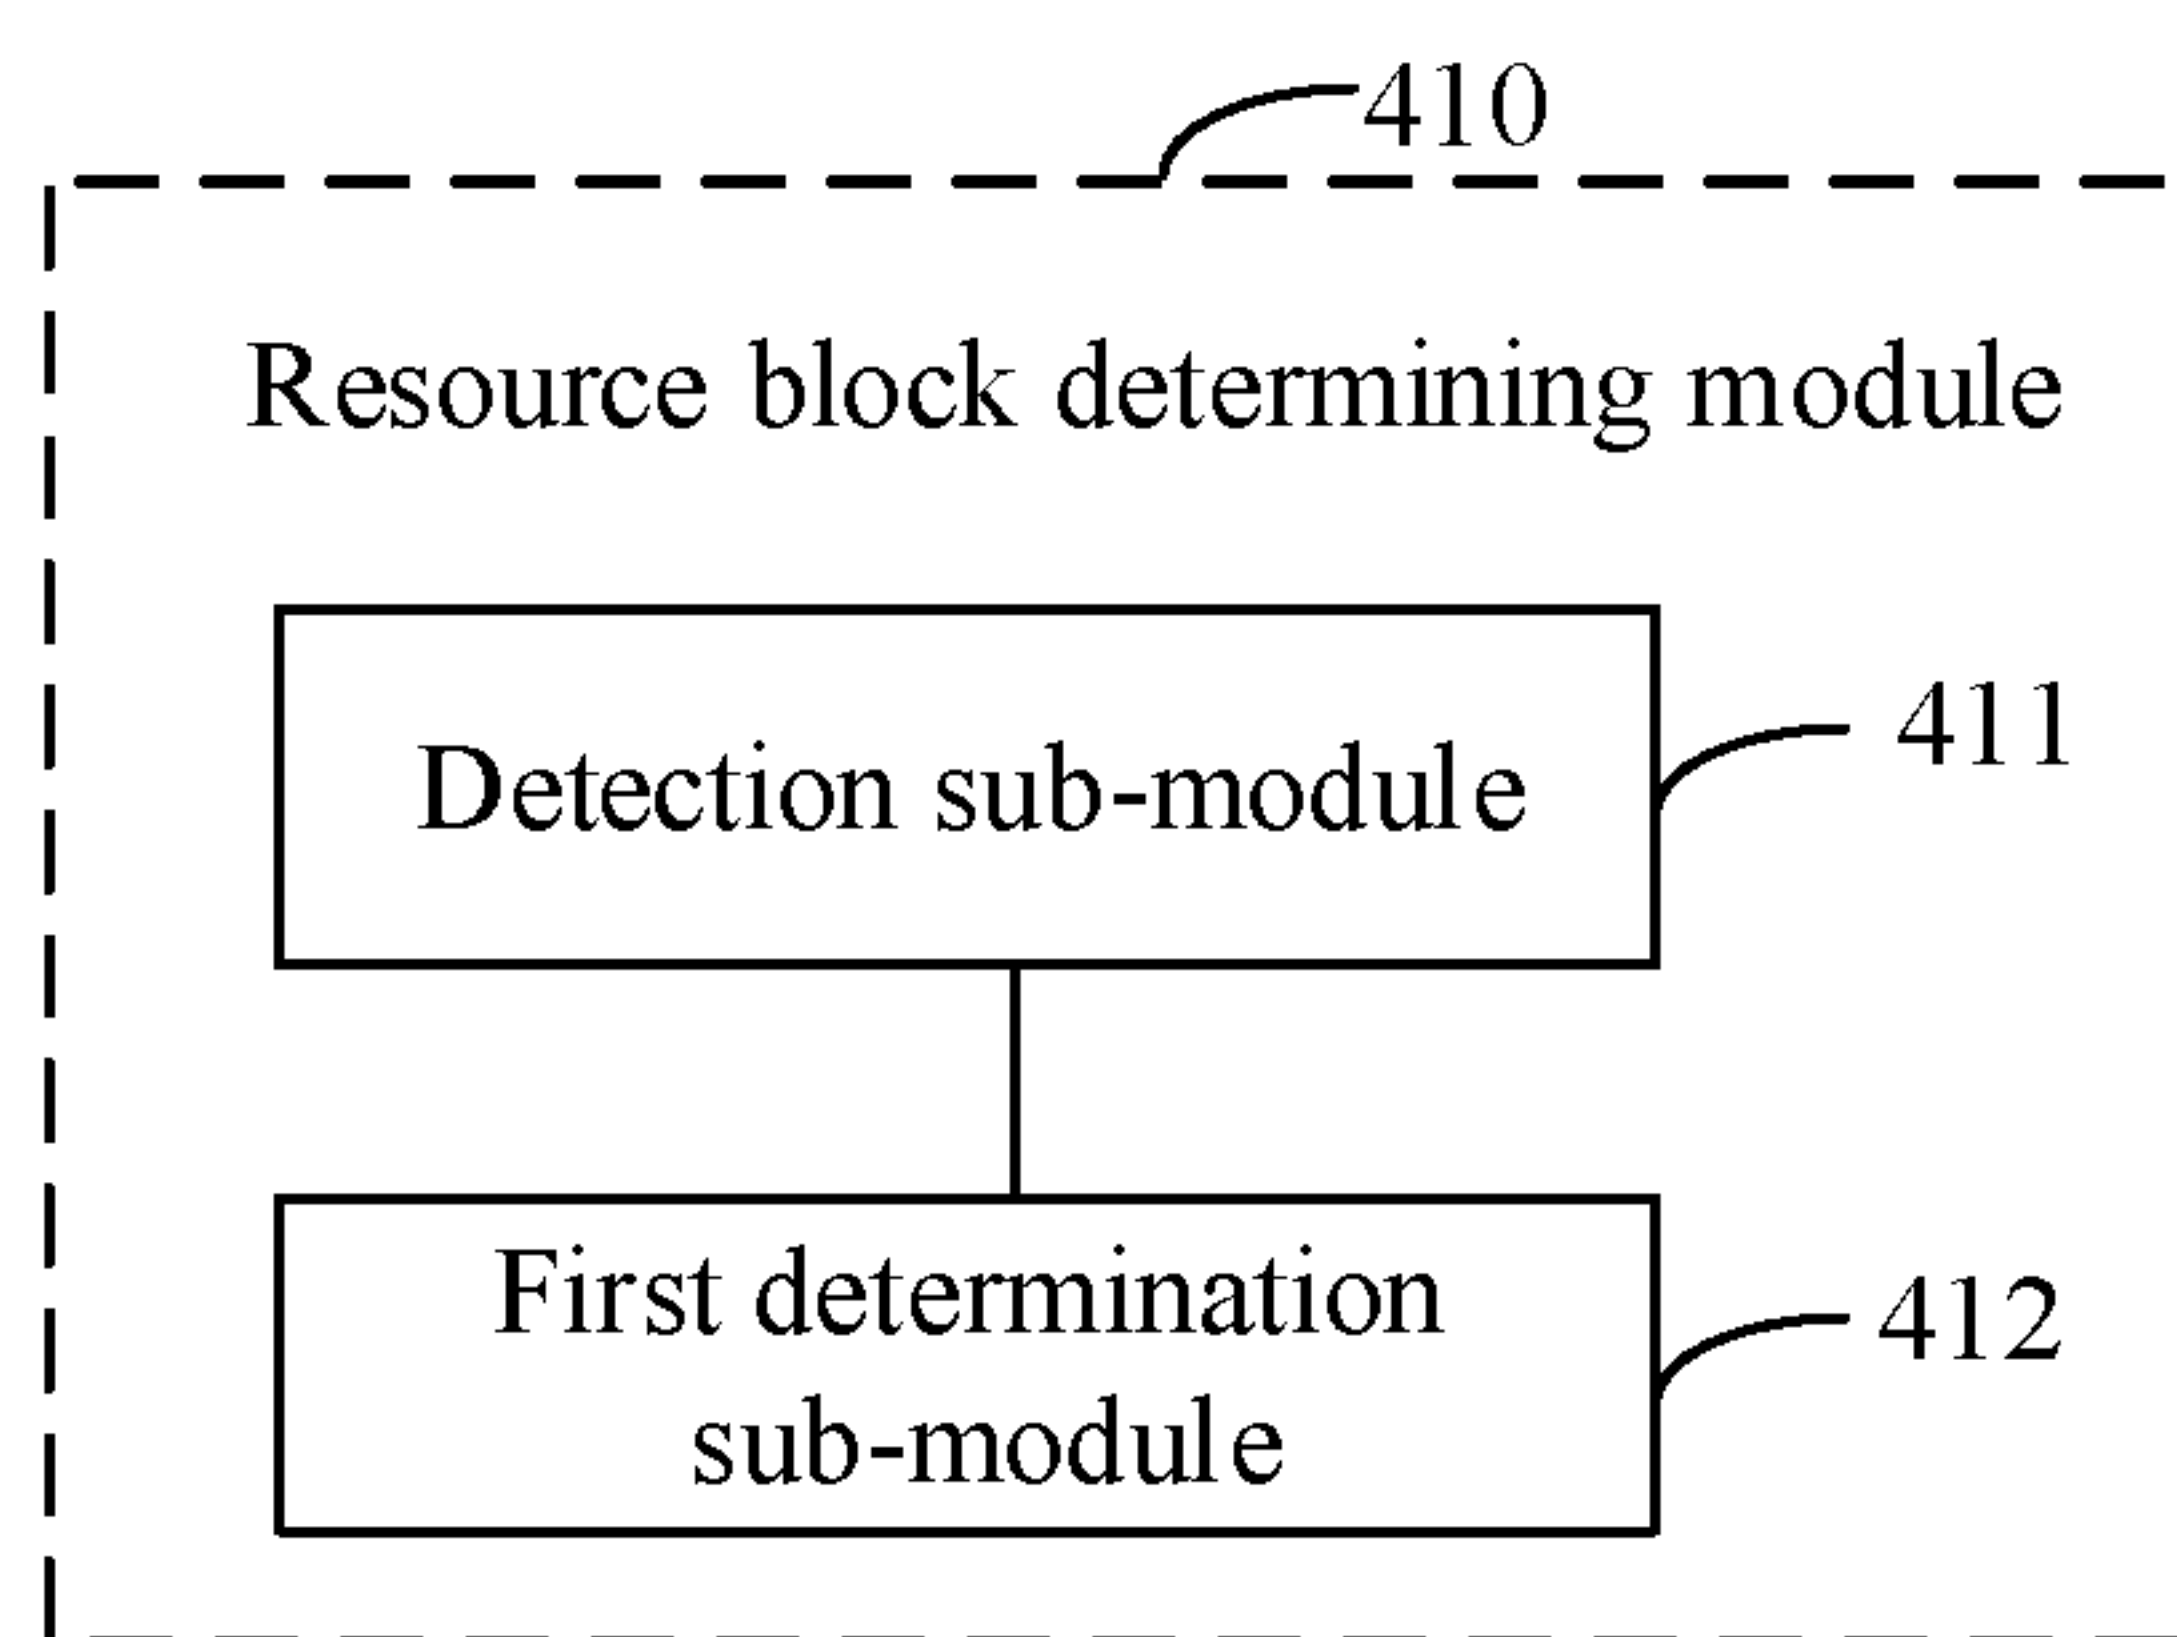 410
Resource block determining module
Detection sub-module
411
First determination
sub-module
412